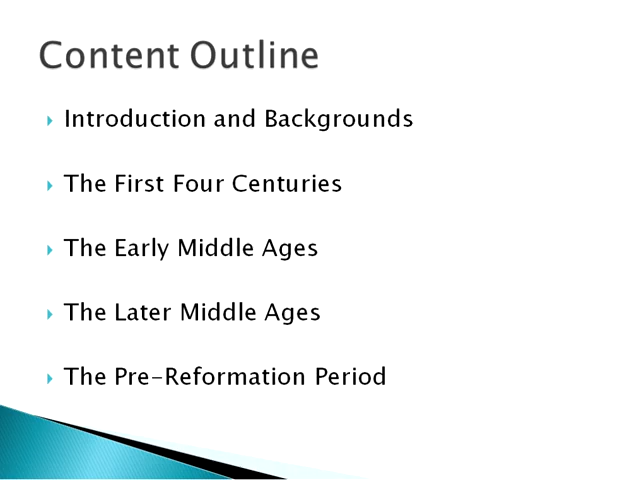 Content Outline
Introduction and Backgrounds
The First Four Centuries
The Early Middle Ages
The Later Middle Ages
The Pre-Reformation Period